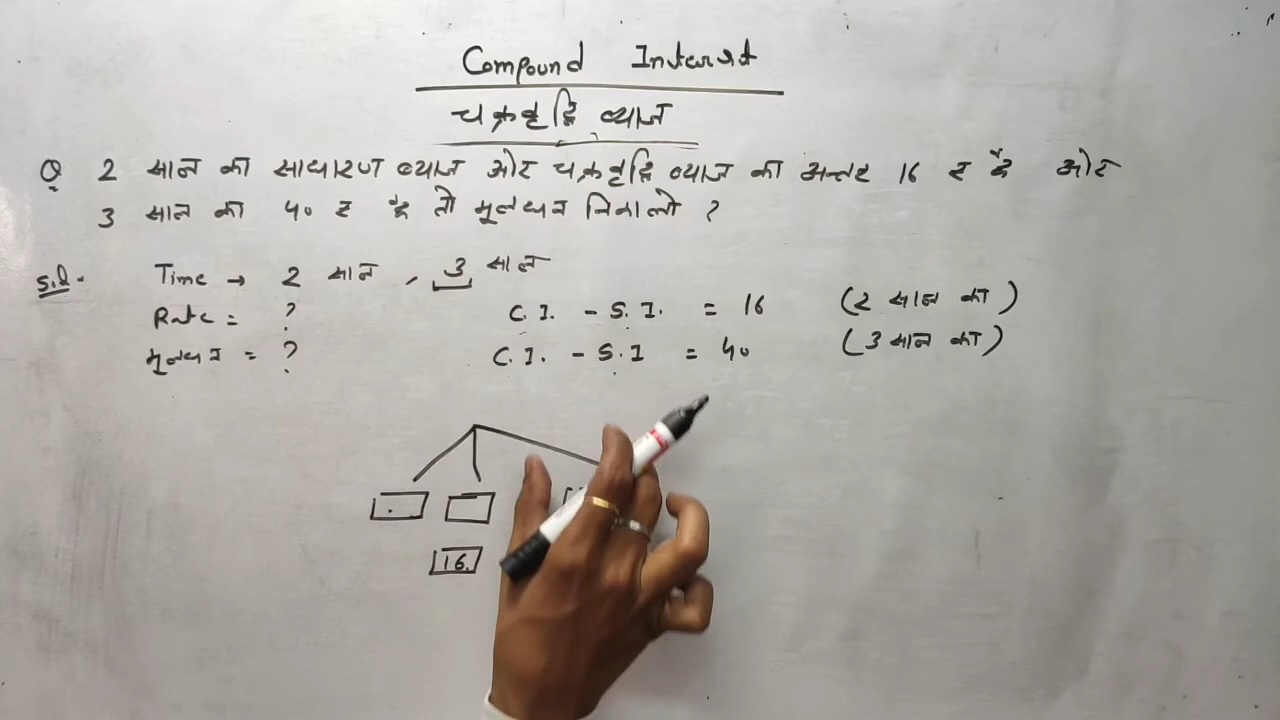 Compound Interest
चक्रवृद्धि ब्याज
Q 2 साल का साधारण ब्याज और चक्रवृद्धि ब्याज का अन्तर 16 रु है और
3 साल का 40 रु है तो मूलधन निकालो ?
Sol. Time → 2 साल , 3 साल
Rate = ? C.I. - S.I. = 16 (2 साल का)
मूलधन = ? C.I. - S.I = 40 (3 साल का)
16.